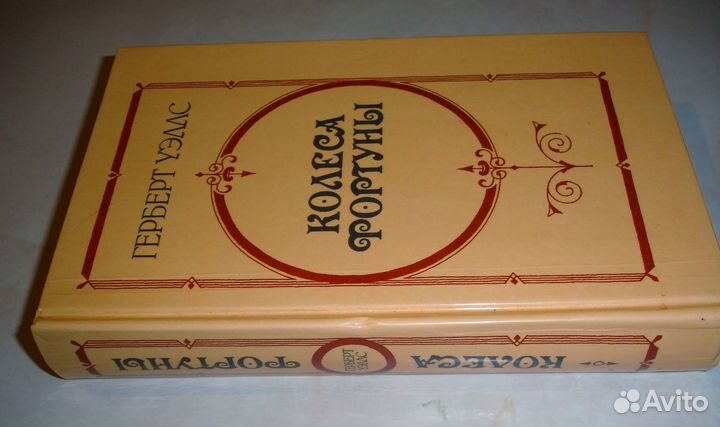 ГЕРБЕРТ УЭЛЛС
КОЛЕСА
ФОРТУНЫ
КОЛЕСА
ГЕРБЕРТ
УЭЛЛС
ФОРТУНЫ
Avito